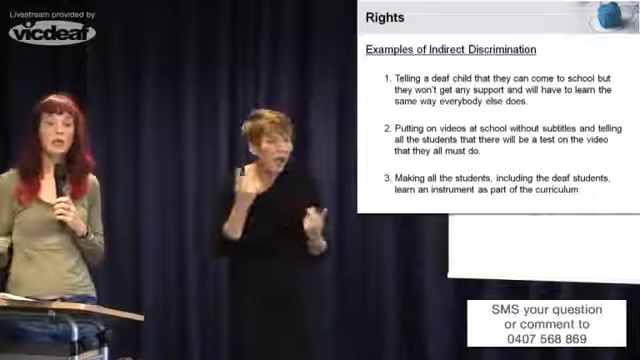 Livestream provided by
vicdeaf
Rights
Examples of Indirect Discrimination
1. Telling a deaf child that they can come to school but
they won't get any support and will have to learn the
same way everybody else does.
2. Putting on videos at school without subtitles and telling
all the students that there will be a test on the video
that they all must do.
3. Making all the students, including the deaf students,
learn an instrument as part of the curriculum.
SMS your question
or comment to
0407 568 869